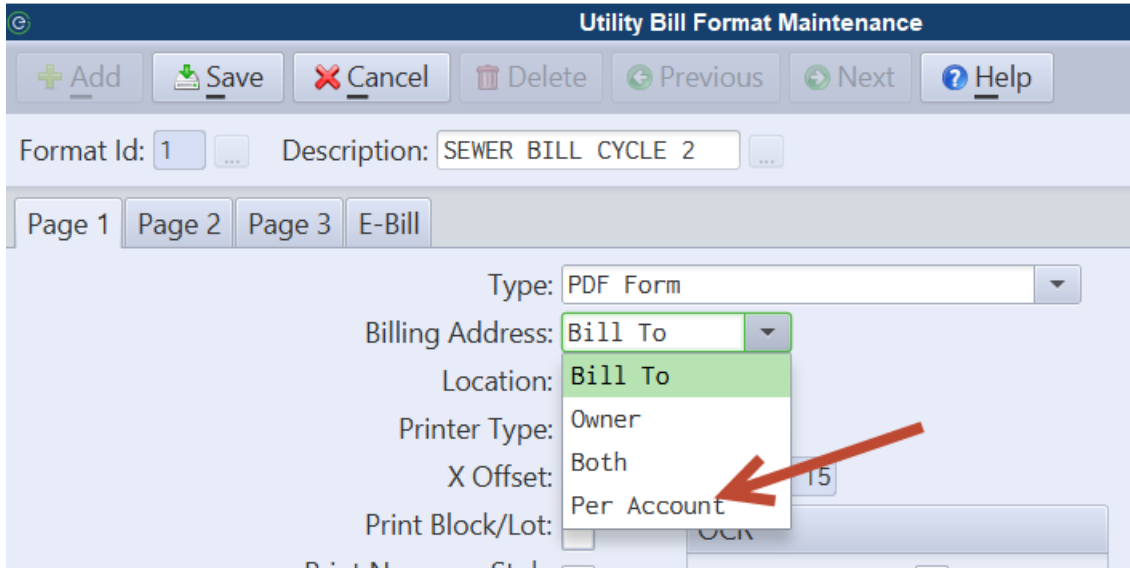 Utility Bill Format Maintenance
Add Save Cancel Delete Previous Next Help
Format Id: 1 ... Description: SEWER BILL CYCLE 2 ...
Page 1 Page 2 Page 3 E-Bill
Type: PDF Form
Billing Address: Bill To
Location: Bill To
Printer Type: Owner
X Offset: Both 15
Print Block/Lot: Per Account
OCR